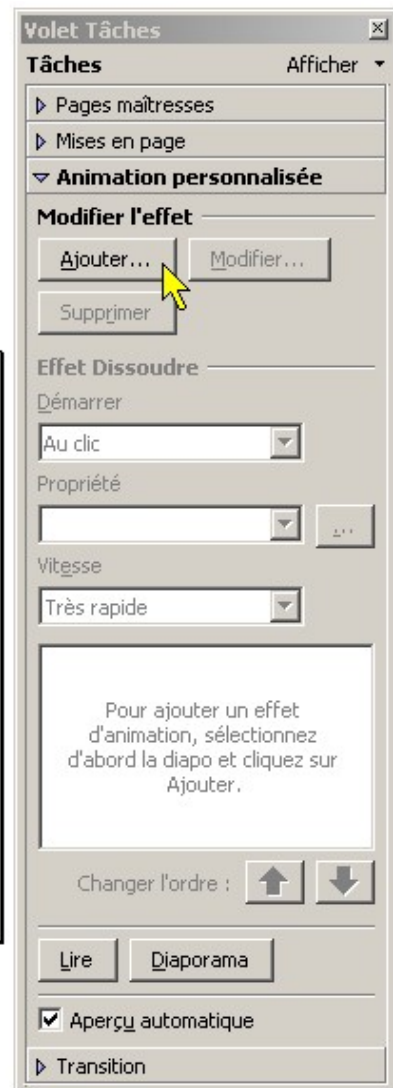 Volet Tâches
Tâches Afficher
Pages maîtresses
Mises en page
Animation personnalisée
Modifier l'effet
Ajouter... Modifier...
Supprimer
Effet Dissoudre
Démarrer
Au clic
Propriété
...
Vitesse
Très rapide
Pour ajouter un effet
d'animation, sélectionnez
d'abord la diapo et cliquez sur
Ajouter.
Changer l'ordre :
Lire Diaporama
Aperçu automatique
Transition